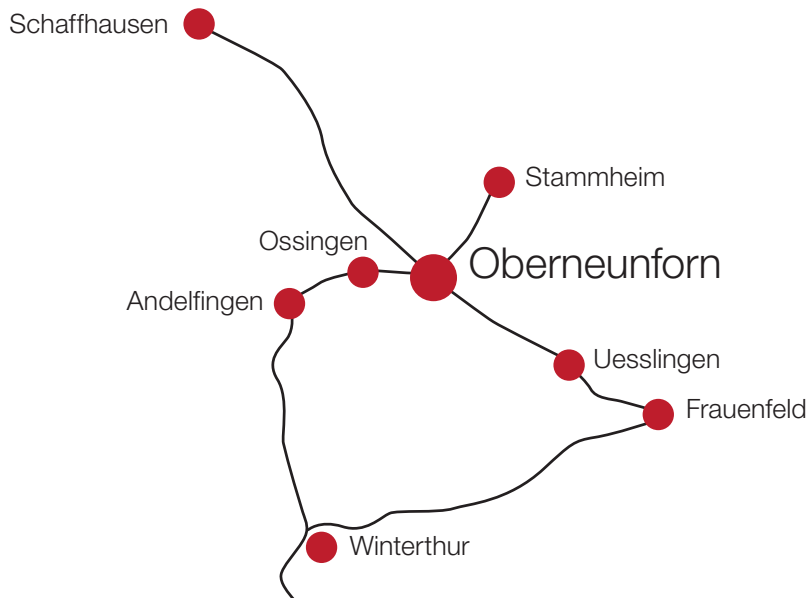 Schaffhausen
Stammheim
Ossingen
Oberneunforn
Andelfingen
Uesslingen
Frauenfeld
Winterthur